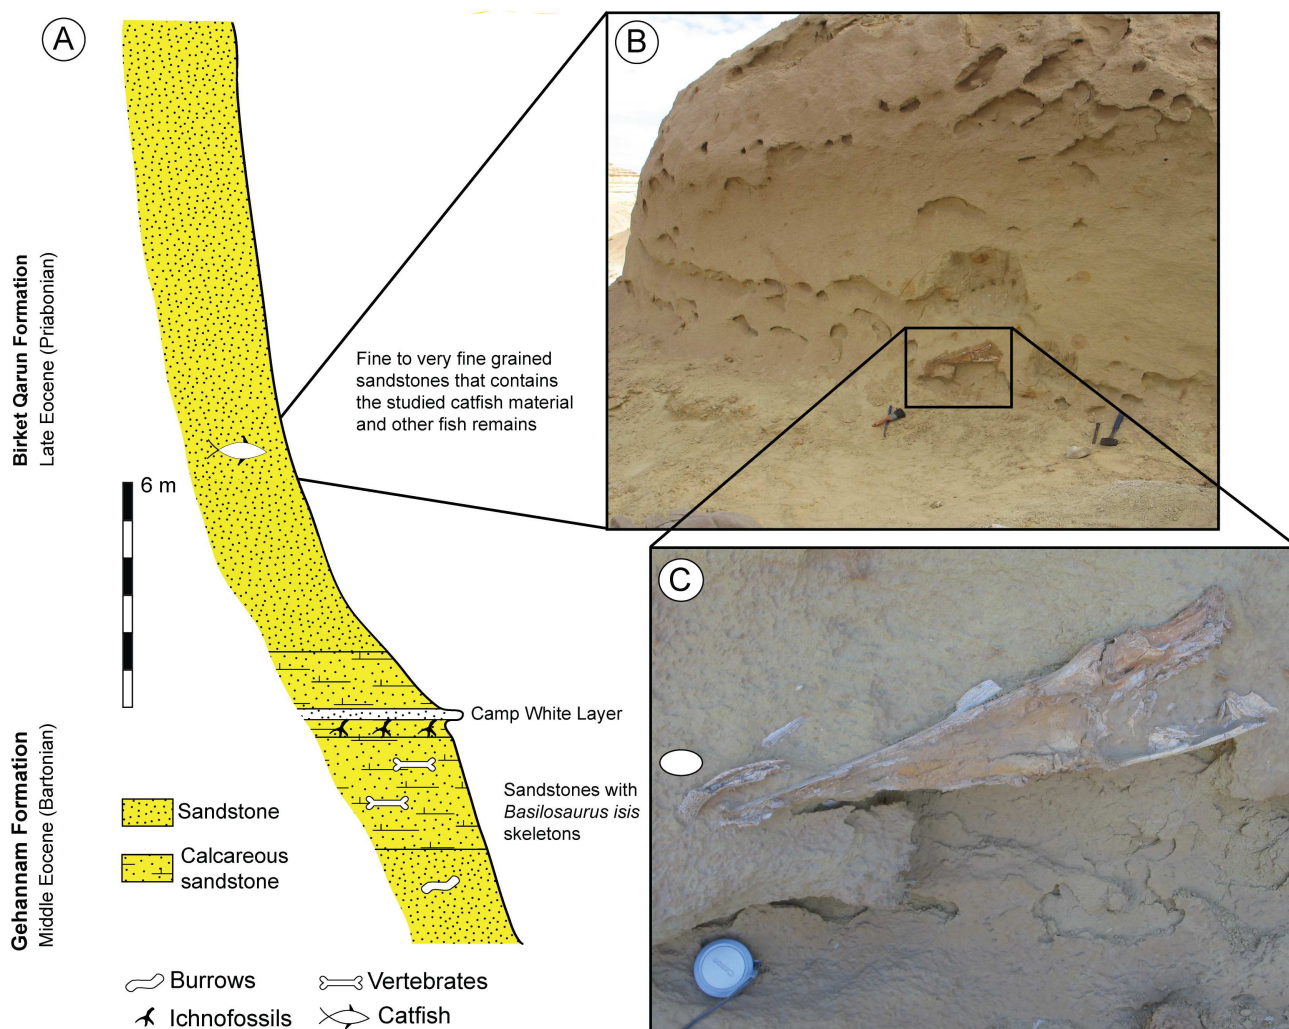 A
B
Birket Qarun Formation
Late Eocene (Priabonian)
Fine to very fine grained
sandstones that contains
the studied catfish material
and other fish remains
6 m
C
Camp White Layer
Gehannam Formation
Middle Eocene (Bartonian)
Sandstones with
Basilosaurus isis
skeletons
Sandstone
Calcareous
sandstone
Burrows
Vertebrates
Ichnofossils
Catfish